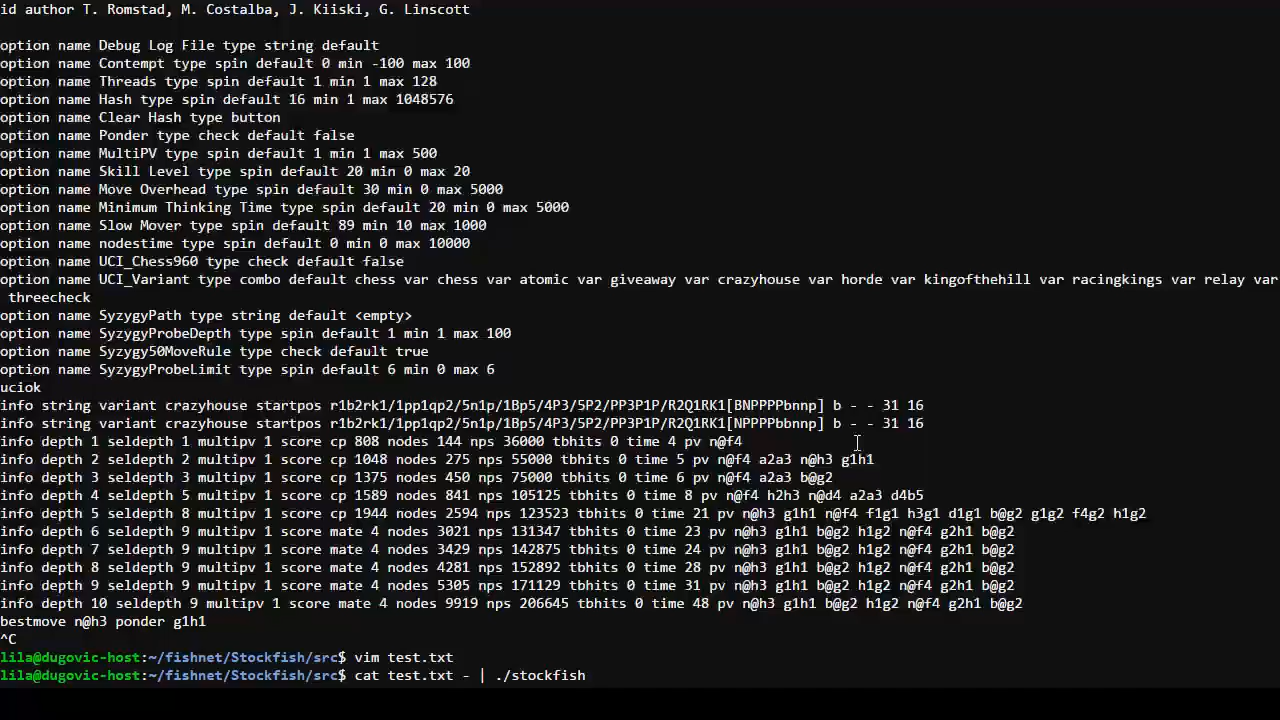 id author T. Romstad, M. Costalba, J. Kiiski, G. Linscott
option name Debug Log File type string default
option name Contempt type spin default 0 min -100 max 100
option name Threads type spin default 1 min 1 max 128
option name Hash type spin default 16 min 1 max 1048576
option name Clear Hash type button
option name Ponder type check default false
option name MultiPV type spin default 1 min 1 max 500
option name Skill Level type spin default 20 min 0 max 20
option name Move Overhead type spin default 30 min 0 max 5000
option name Minimum Thinking Time type spin default 20 min 0 max 5000
option name Slow Mover type spin default 89 min 10 max 1000
option name nodestime type spin default 0 min 0 max 10000
option name UCI_Chess960 type check default false
option name UCI_Variant type combo default chess var chess var atomic var giveaway var crazyhouse var horde var kingofthehill var racingkings var relay var
threecheck
option name SyzygyPath type string default <empty>
option name SyzygyProbeDepth type spin default 1 min 1 max 100
option name Syzygy50MoveRule type check default true
option name SyzygyProbeLimit type spin default 6 min 0 max 6
uciok
info string variant crazyhouse startpos r1b2rk1/1pp1qp2/5n1p/1Bp5/4P3/5P2/PP3P1P/R2Q1RK1[BNPPPPbnnp] b - - 31 16
info string variant crazyhouse startpos r1b2rk1/1pp1qp2/5n1p/1Bp5/4P3/5P2/PP3P1P/R2Q1RK1[NPPPPbbnnp] b - - 31 16
info depth 1 seldepth 1 multipv 1 score cp 808 nodes 144 nps 36000 tbhits 0 time 4 pv n@f4
info depth 2 seldepth 2 multipv 1 score cp 1048 nodes 275 nps 55000 tbhits 0 time 5 pv n@f4 a2a3 n@h3 g1h1
info depth 3 seldepth 3 multipv 1 score cp 1375 nodes 450 nps 75000 tbhits 0 time 6 pv n@f4 a2a3 b@g2
info depth 4 seldepth 5 multipv 1 score cp 1589 nodes 841 nps 105125 tbhits 0 time 8 pv n@f4 h2h3 n@d4 a2a3 d4b5
info depth 5 seldepth 8 multipv 1 score cp 1944 nodes 2594 nps 123523 tbhits 0 time 21 pv n@h3 g1h1 n@f4 f1g1 h3g1 d1g1 b@g2 g1g2 f4g2 h1g2
info depth 6 seldepth 9 multipv 1 score mate 4 nodes 3021 nps 131347 tbhits 0 time 23 pv n@h3 g1h1 b@g2 h1g2 n@f4 g2h1 b@g2
info depth 7 seldepth 9 multipv 1 score mate 4 nodes 3429 nps 142875 tbhits 0 time 24 pv n@h3 g1h1 b@g2 h1g2 n@f4 g2h1 b@g2
info depth 8 seldepth 9 multipv 1 score mate 4 nodes 4281 nps 152892 tbhits 0 time 28 pv n@h3 g1h1 b@g2 h1g2 n@f4 g2h1 b@g2
info depth 9 seldepth 9 multipv 1 score mate 4 nodes 5305 nps 171129 tbhits 0 time 31 pv n@h3 g1h1 b@g2 h1g2 n@f4 g2h1 b@g2
info depth 10 seldepth 9 multipv 1 score mate 4 nodes 9919 nps 206645 tbhits 0 time 48 pv n@h3 g1h1 b@g2 h1g2 n@f4 g2h1 b@g2
bestmove n@h3 ponder g1h1
^C
lila@dugovic-host:~/fishnet/Stockfish/src$ vim test.txt
lila@dugovic-host:~/fishnet/Stockfish/src$ cat test.txt - | ./stockfish